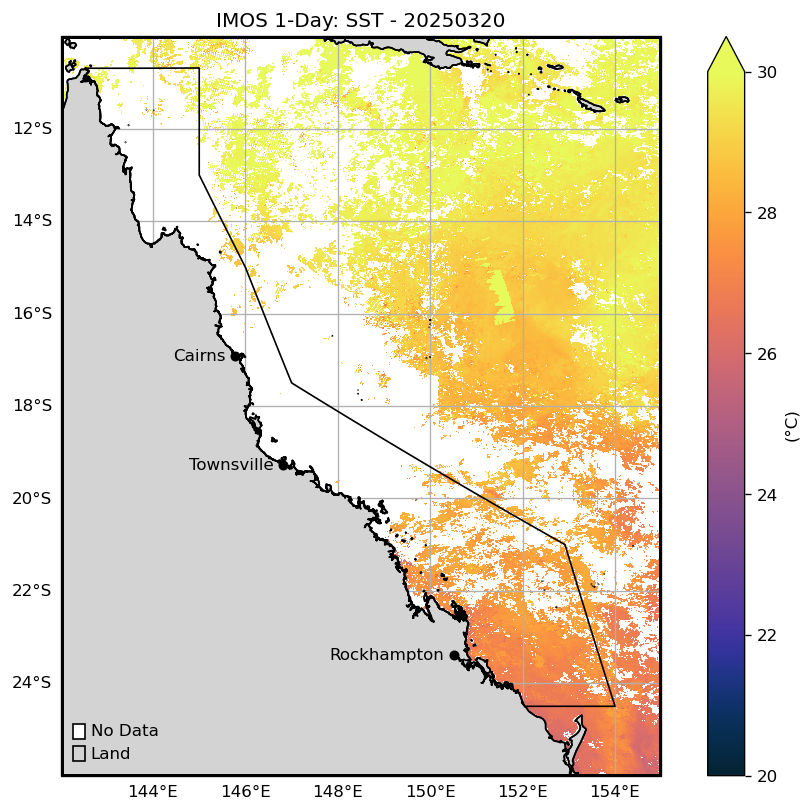 IMOS 1-Day: SST - 20250320
12°S
14°S
16°S
18°S
20°S
22°S
24°S
Cairns
Townsville
Rockhampton
No Data
Land
144°E 146°E 148°E 150°E 152°E 154°E
30
28
26
24
22
20
(°C)